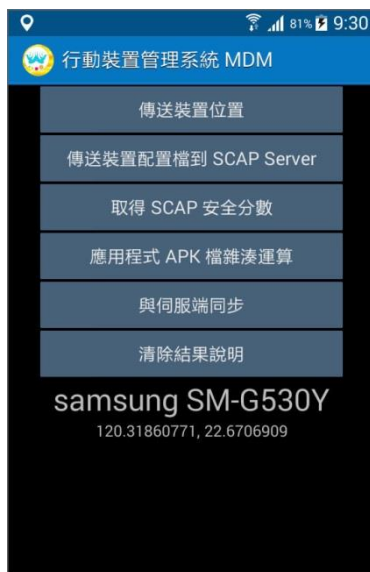 81% 9:30
行動裝置管理系統 MDM
傳送裝置位置
傳送裝置配置檔到 SCAP Server
取得 SCAP 安全分數
應用程式 APK 檔雜湊運算
與伺服端同步
清除結果說明
samsung SM-G530Y
120.31860771, 22.6706909